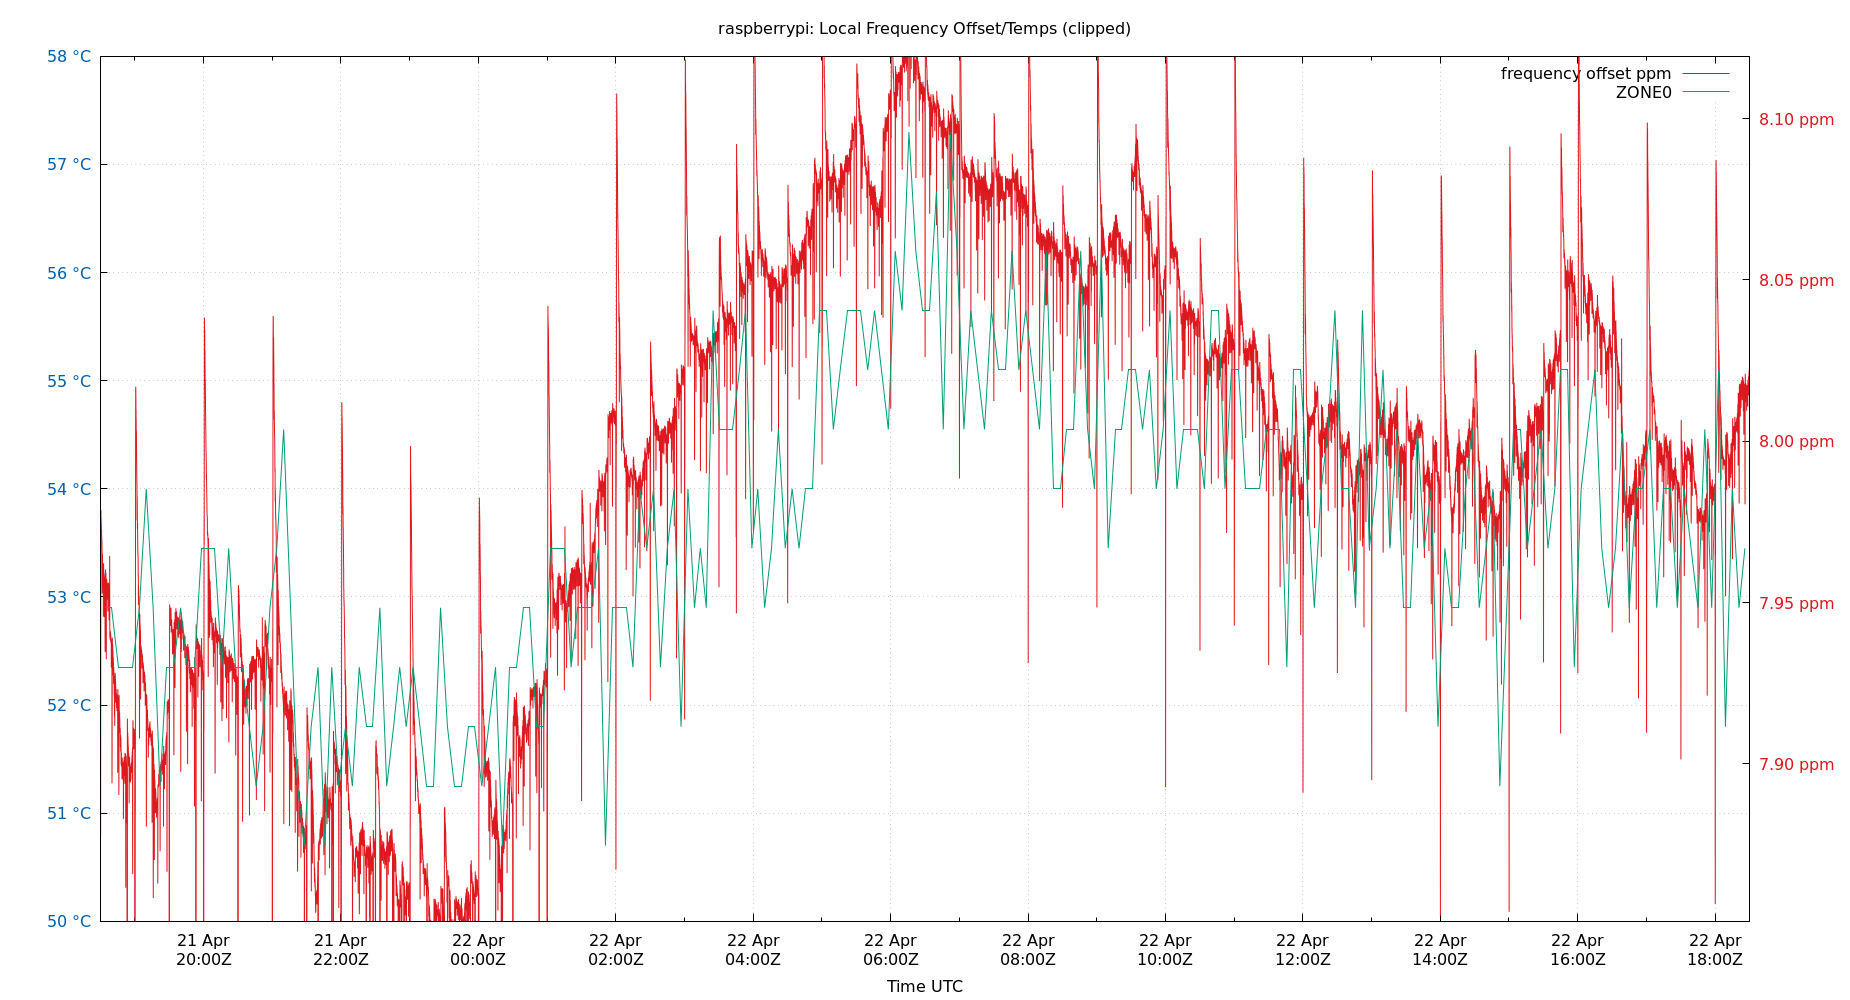 raspberrypi: Local Frequency Offset/Temps (clipped)
58 °C
57 °C
56 °C
55 °C
54 °C
53 °C
52 °C
51 °C
50 °C
frequency offset ppm
ZONE0
8.10 ppm
8.05 ppm
8.00 ppm
7.95 ppm
7.90 ppm
21 Apr 21 Apr 22 Apr 22 Apr 22 Apr 22 Apr 22 Apr 22 Apr 22 Apr 22 Apr 22 Apr 22 Apr
20:00Z 22:00Z 00:00Z 02:00Z 04:00Z 06:00Z 08:00Z 10:00Z 12:00Z 14:00Z 16:00Z 18:00Z
Time UTC